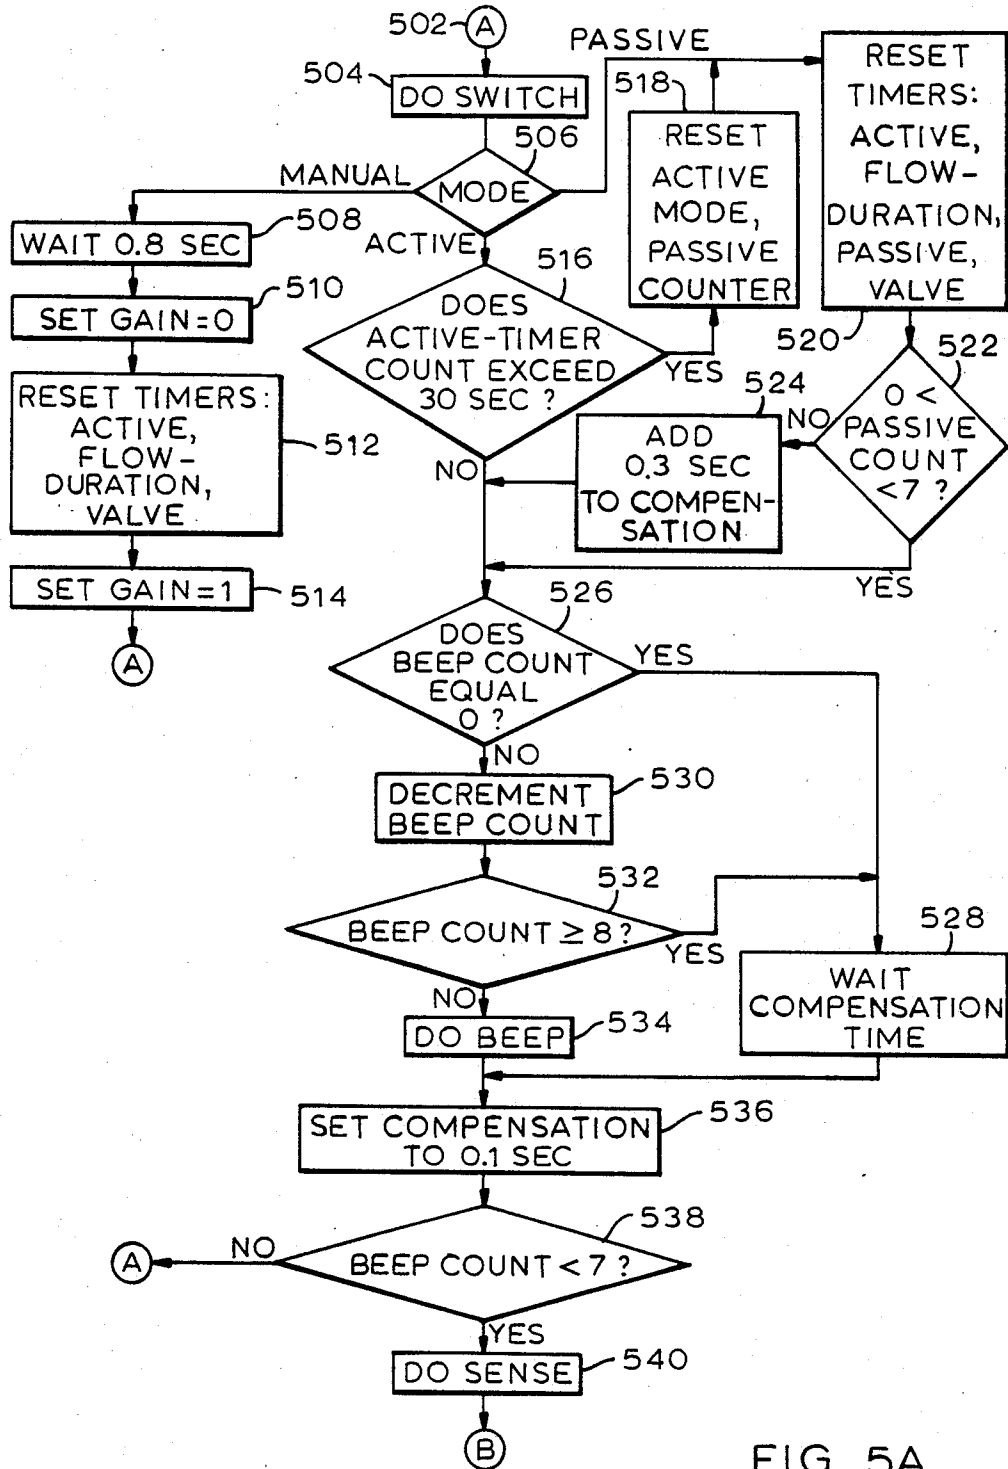 502
A
504
DO SWITCH
506
MODE
MANUAL
PASSIVE
ACTIVE
508
WAIT 0.8 SEC
510
SET GAIN=0
RESET TIMERS:
ACTIVE,
FLOW-
DURATION,
VALVE
512
SET GAIN=1
514
A
516
DOES
ACTIVE-TIMER
COUNT EXCEED
30 SEC ?
YES
NO
518
RESET
ACTIVE
MODE,
PASSIVE
COUNTER
RESET
TIMERS:
ACTIVE,
FLOW-
DURATION,
PASSIVE,
VALVE
520
522
0 <
PASSIVE
COUNT
<7 ?
NO
YES
524
ADD
0.3 SEC
TO COMPEN-
SATION
526
DOES
BEEP COUNT
EQUAL
0 ?
YES
NO
530
DECREMENT
BEEP COUNT
532
BEEP COUNT ≥ 8 ?
YES
NO
528
WAIT
COMPENSATION
TIME
DO BEEP
534
SET COMPENSATION
TO 0.1 SEC
536
538
BEEP COUNT < 7 ?
NO
A
YES
DO SENSE
540
B
FIG. 5A